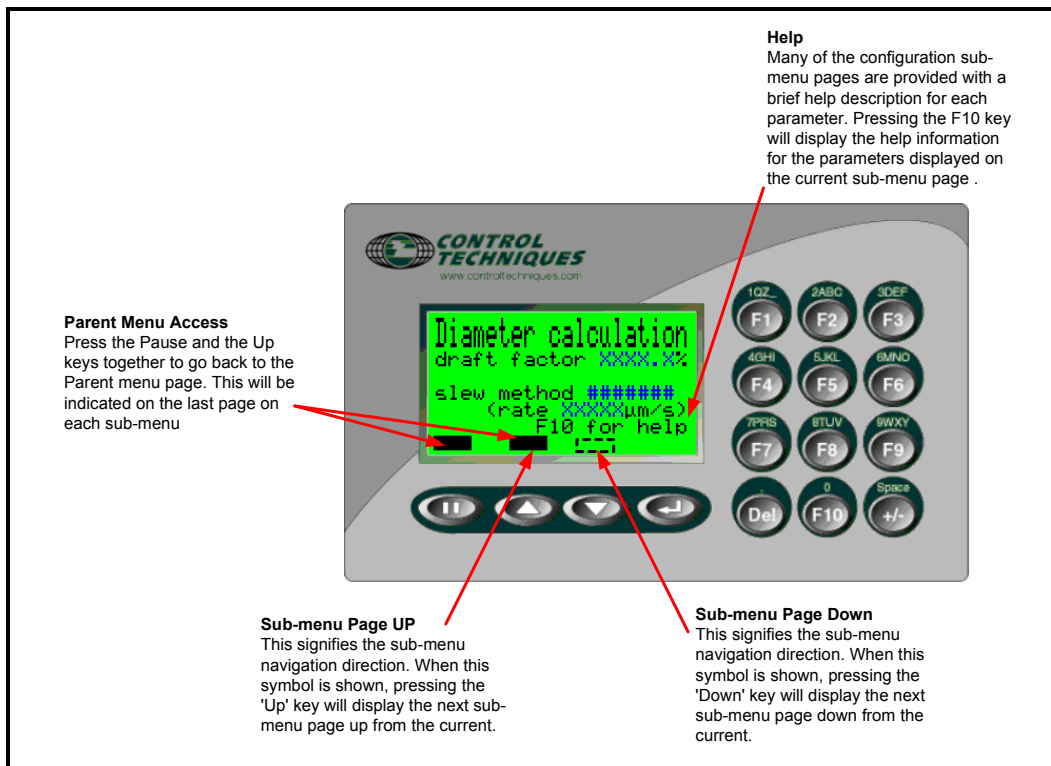 Help
Many of the configuration sub-
menu pages are provided with a
brief help description for each
parameter. Pressing the F10 key
will display the help information
for the parameters displayed on
the current sub-menu page .
Parent Menu Access
Press the Pause and the Up
keys together to go back to the
Parent menu page. This will be
indicated on the last page on
each sub-menu
CONTROL
TECHNIQUES
www.controltechniques.com
Diameter calculation
draft factor XXXX.X%
slew method #######
(rate XXXXXµm/s)
F10 for help
1QZ_ 2ABC 3DEF
F1 F2 F3
4GHI 5JKL 6MNO
F4 F5 F6
7PRS 8TUV 9WXY
F7 F8 F9
. 0 Space
Del F10 +/-
Sub-menu Page UP
This signifies the sub-menu
navigation direction. When this
symbol is shown, pressing the
'Up' key will display the next sub-
menu page up from the current.
Sub-menu Page Down
This signifies the sub-menu
navigation direction. When this
symbol is shown, pressing the
'Down' key will display the next
sub-menu page down from the
current.